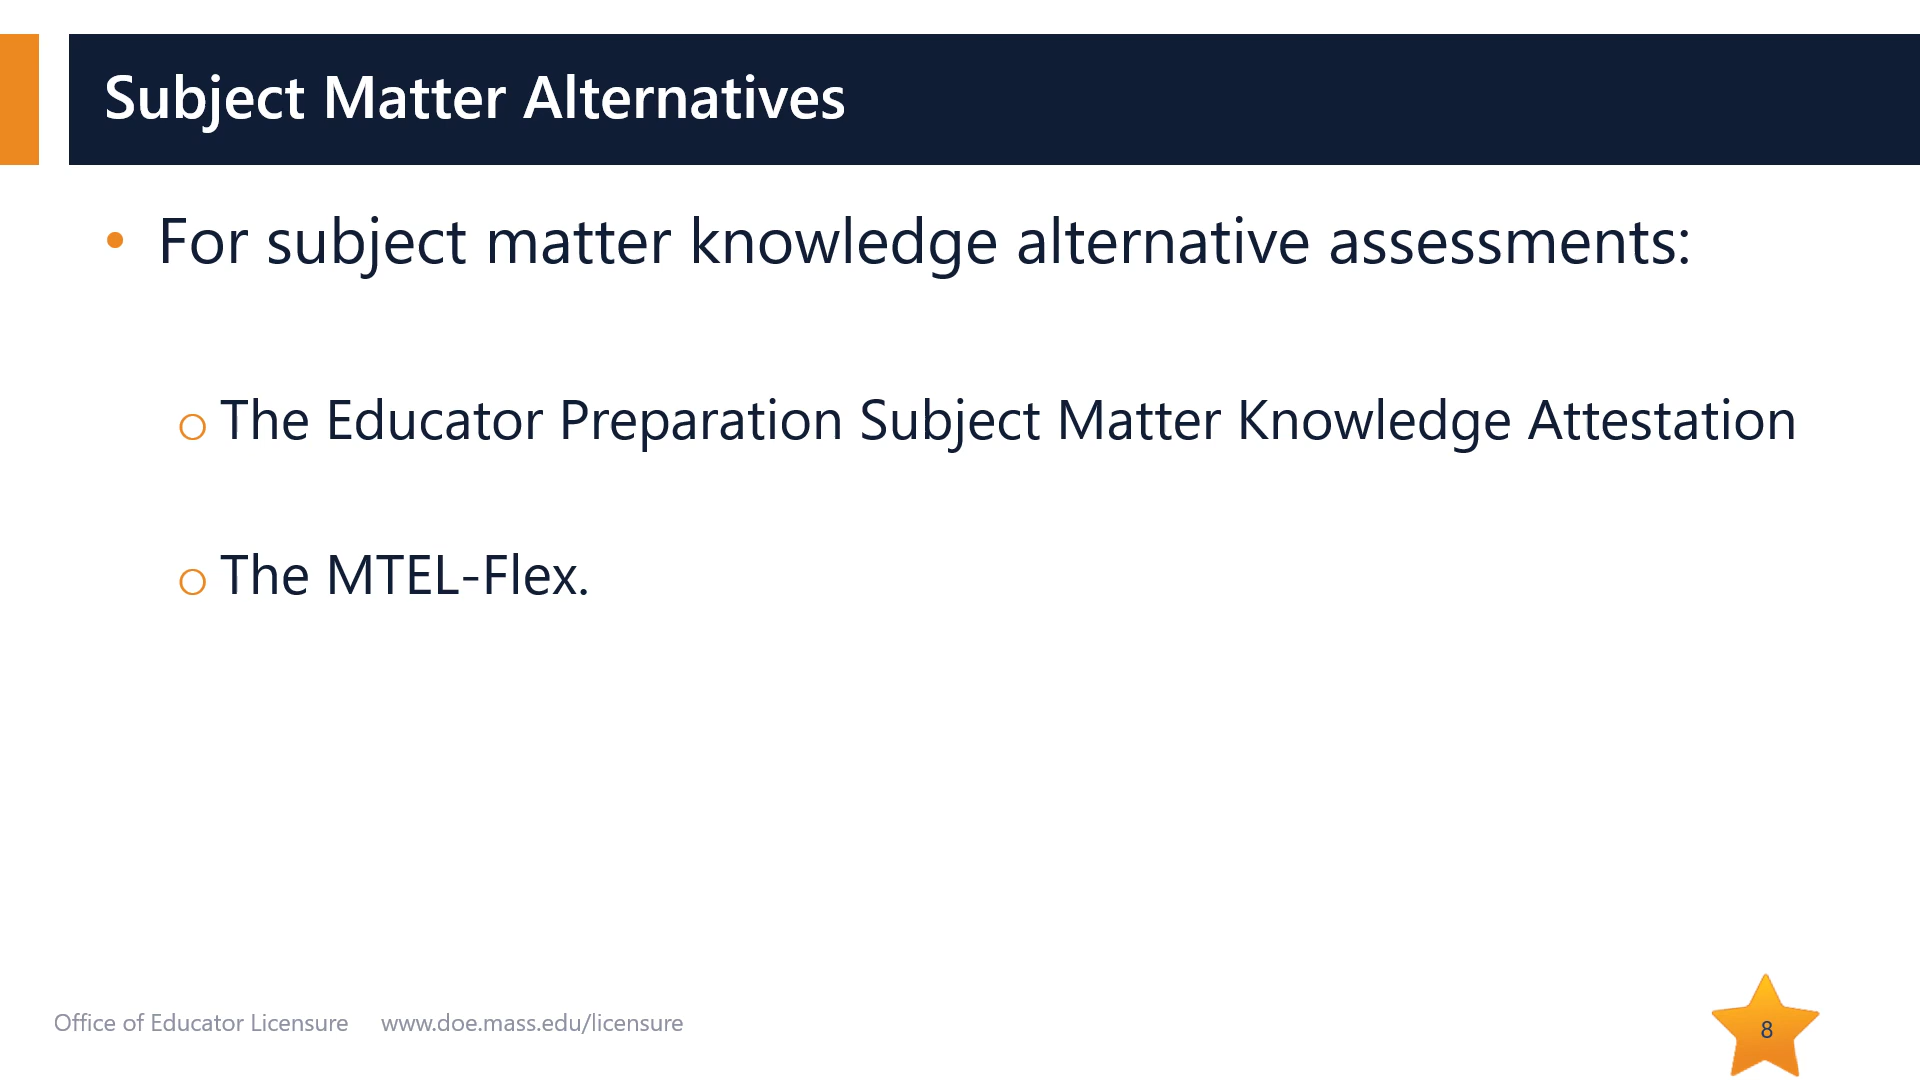 Subject Matter Alternatives
• For subject matter knowledge alternative assessments:
o The Educator Preparation Subject Matter Knowledge Attestation
o The MTEL-Flex.
Office of Educator Licensure www.doe.mass.edu/licensure
8